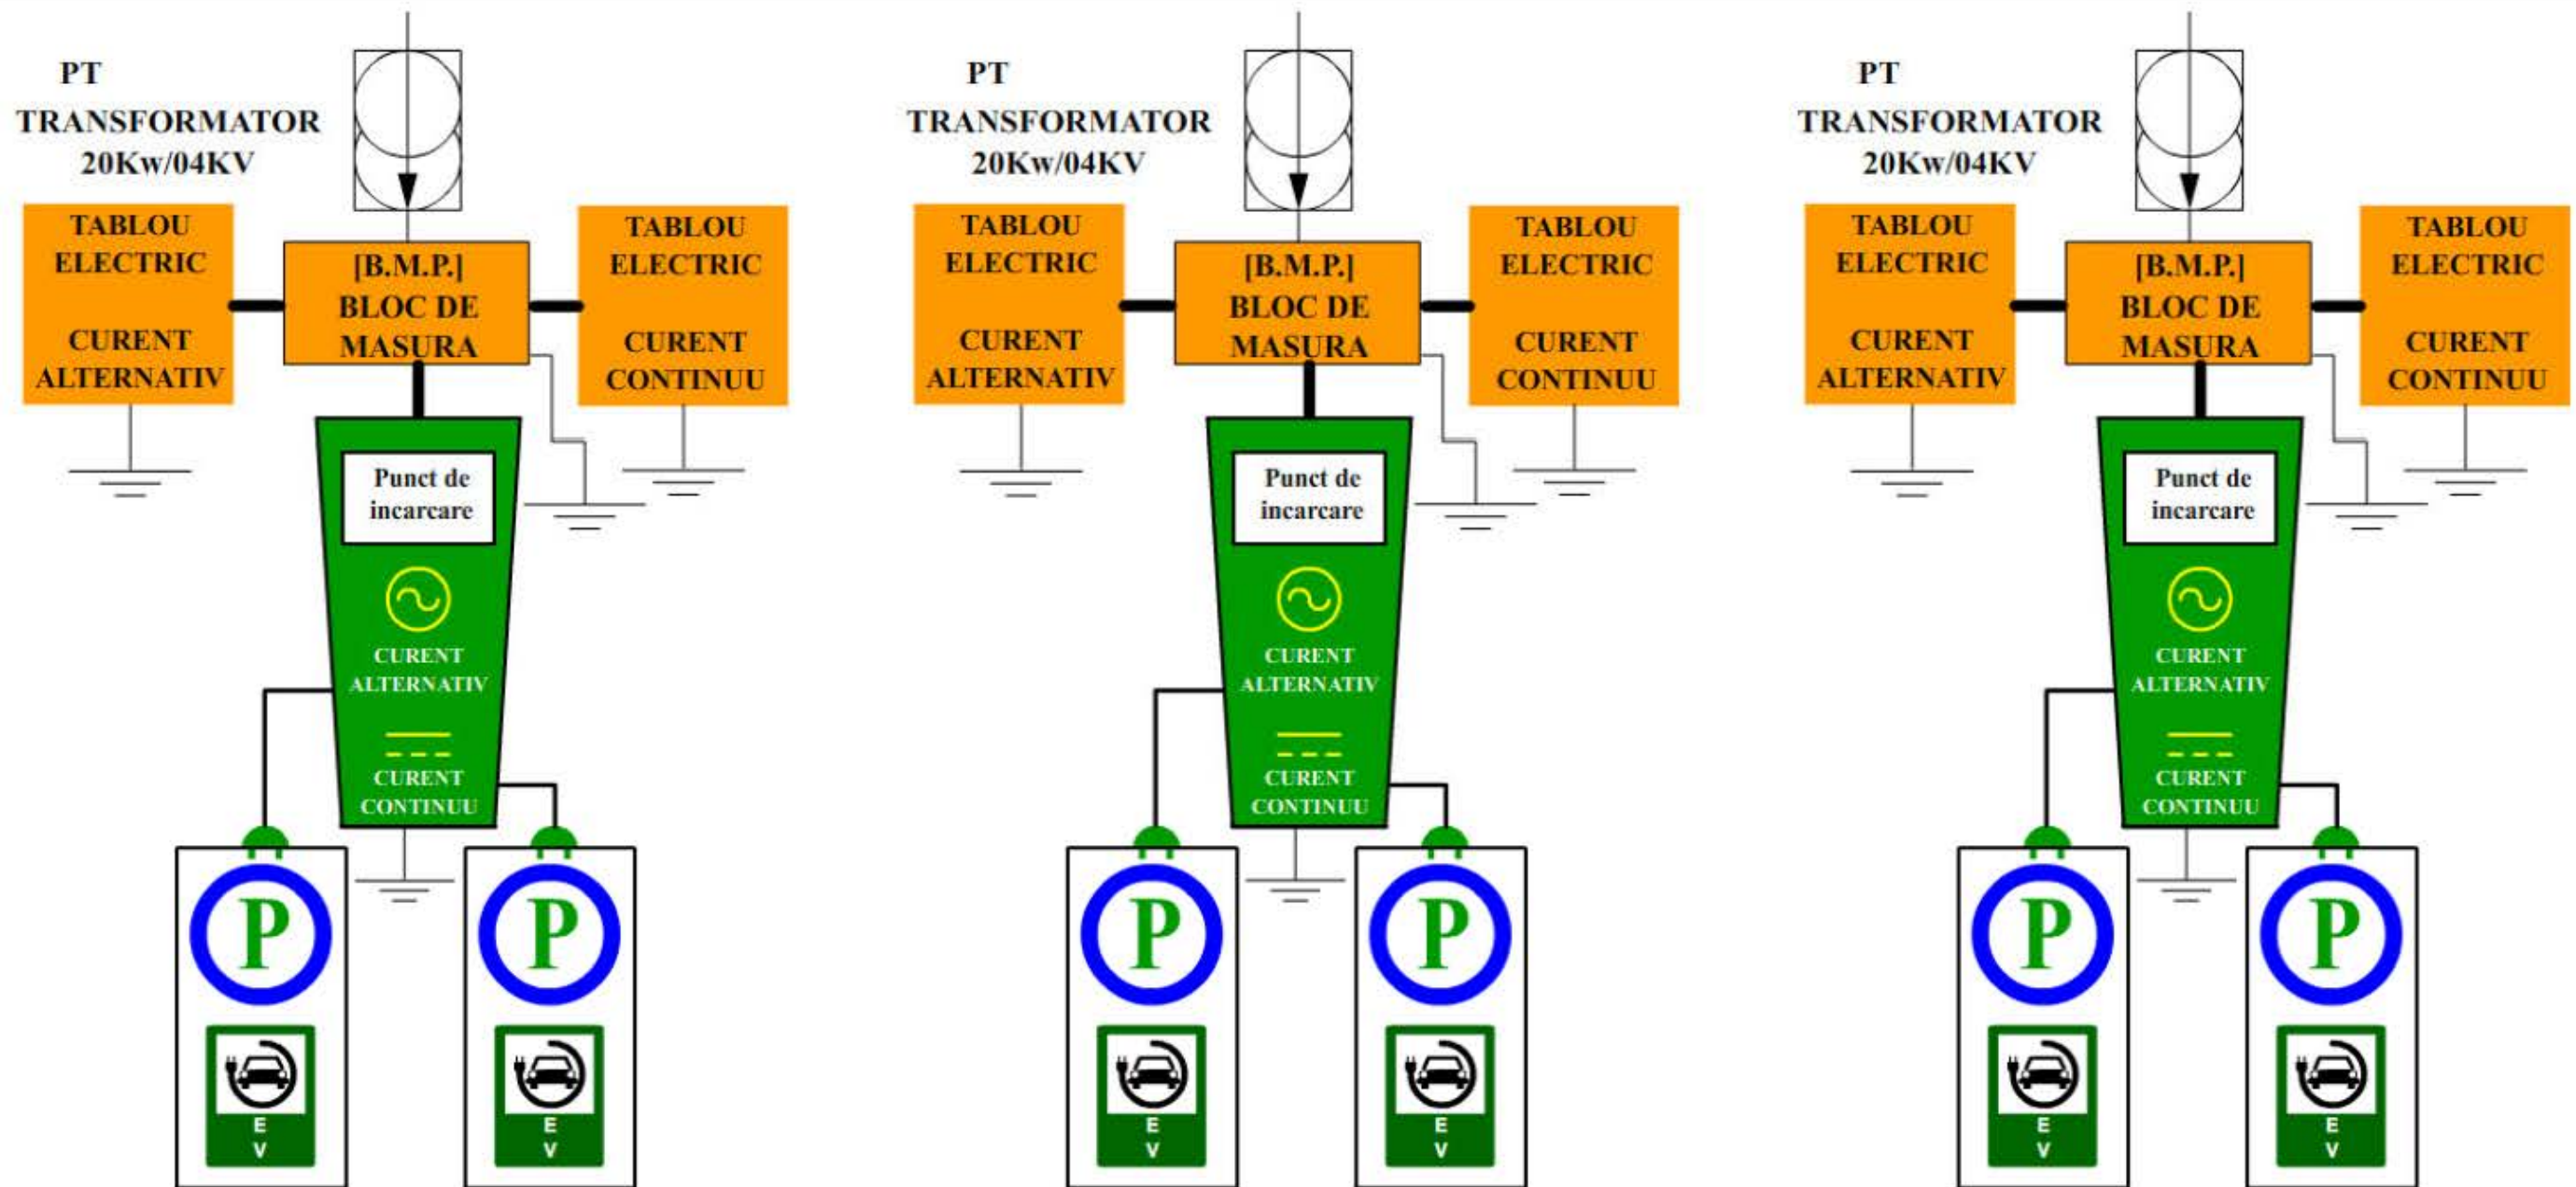 PT
TRANSFORMATOR
20Kw/04KV
TABLOU
ELECTRIC
CURENT
ALTERNATIV
[B.M.P.]
BLOC DE
MASURA
TABLOU
ELECTRIC
CURENT
CONTINUU
Punct de
incarcare
CURENT
ALTERNATIV
CURENT
CONTINUU
P
E
V
P
E
V
PT
TRANSFORMATOR
20Kw/04KV
TABLOU
ELECTRIC
CURENT
ALTERNATIV
[B.M.P.]
BLOC DE
MASURA
TABLOU
ELECTRIC
CURENT
CONTINUU
Punct de
incarcare
CURENT
ALTERNATIV
CURENT
CONTINUU
P
E
V
P
E
V
PT
TRANSFORMATOR
20Kw/04KV
TABLOU
ELECTRIC
CURENT
ALTERNATIV
[B.M.P.]
BLOC DE
MASURA
TABLOU
ELECTRIC
CURENT
CONTINUU
Punct de
incarcare
CURENT
ALTERNATIV
CURENT
CONTINUU
P
E
V
P
E
V